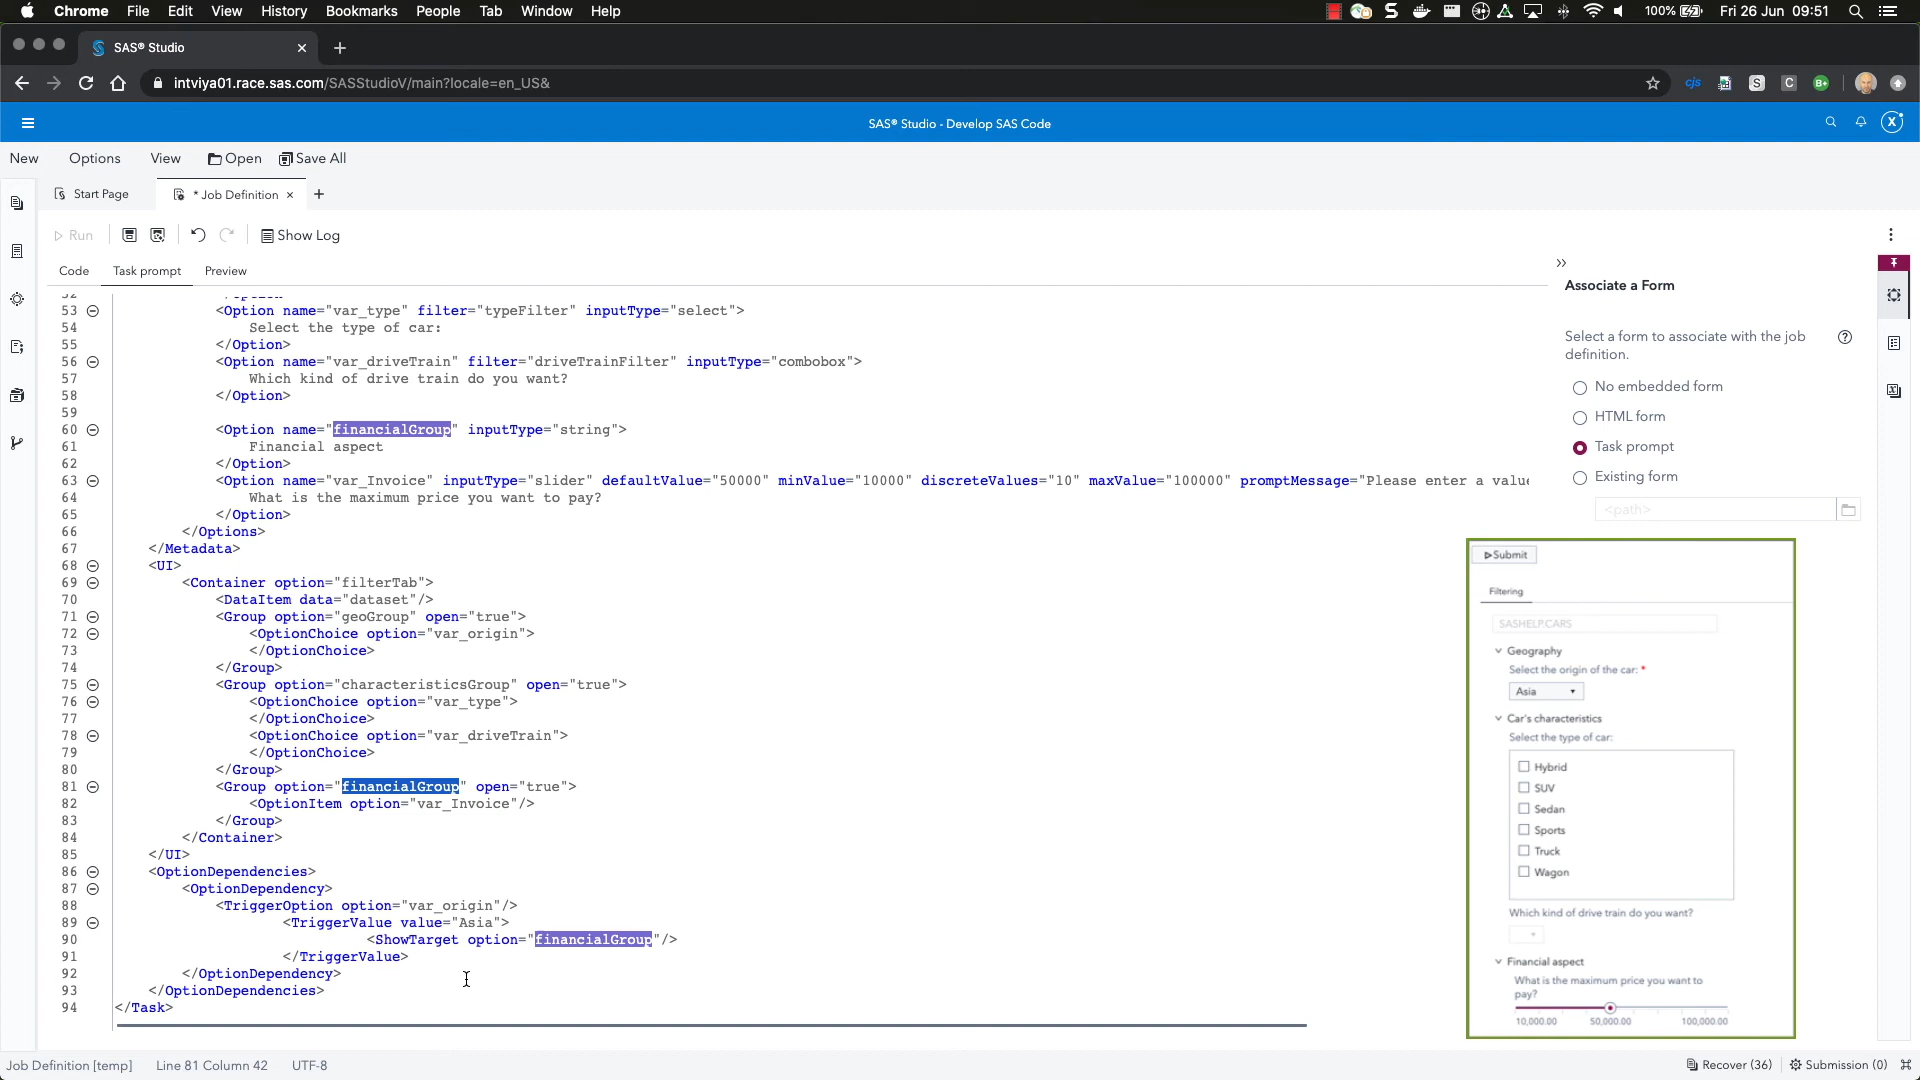 Chrome File Edit View History Bookmarks People Tab Window Help 100% Fri 26 Jun 09:51
SAS® Studio
intviya01.race.sas.com/SASStudioV/main?locale=en_US&
SAS® Studio - Develop SAS Code
New Options View Open Save All
Start Page * Job Definition
Run Show Log
Code Task prompt Preview
53 <Option name="var_type" filter="typeFilter" inputType="select">
54 Select the type of car:
55 </Option>
56 <Option name="var_driveTrain" filter="driveTrainFilter" inputType="combobox">
57 Which kind of drive train do you want?
58 </Option>
59
60 <Option name="financialGroup" inputType="string">
61 Financial aspect
62 </Option>
63 <Option name="var_Invoice" inputType="slider" defaultValue="50000" minValue="10000" discreteValues="10" maxValue="100000" promptMessage="Please enter a value
64 What is the maximum price you want to pay?
65 </Option>
66 </Options>
67 </Metadata>
68 <UI>
69 <Container option="filterTab">
70 <DataItem data="dataset"/>
71 <Group option="geoGroup" open="true">
72 <OptionChoice option="var_origin">
73 </OptionChoice>
74 </Group>
75 <Group option="characteristicsGroup" open="true">
76 <OptionChoice option="var_type">
77 </OptionChoice>
78 <OptionChoice option="var_driveTrain">
79 </OptionChoice>
80 </Group>
81 <Group option="financialGroup" open="true">
82 <OptionItem option="var_Invoice"/>
83 </Group>
84 </Container>
85 </UI>
86 <OptionDependencies>
87 <OptionDependency>
88 <TriggerOption option="var_origin"/>
89 <TriggerValue value="Asia">
90 <ShowTarget option="financialGroup"/>
91 </TriggerValue>
92 </OptionDependency>
93 </OptionDependencies>
94 </Task>
Associate a Form
Select a form to associate with the job
definition.
No embedded form
HTML form
Task prompt
Existing form
<path>
Submit
Filtering
SASHELP.CARS
Geography
Select the origin of the car: *
Asia
Car's characteristics
Select the type of car:
Hybrid
SUV
Sedan
Sports
Truck
Wagon
Which kind of drive train do you want?
Financial aspect
What is the maximum price you want to
pay?
10,000.00 50,000.00 100,000.00
Job Definition [temp] Line 81 Column 42 UTF-8 Recover (36) Submission (0)